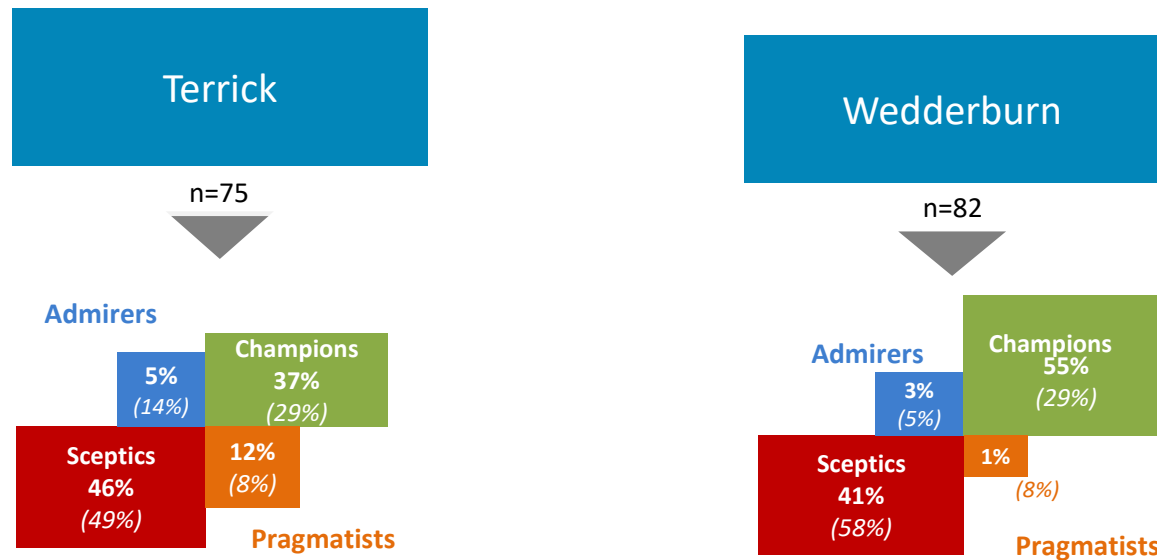 Terrick
n=75
Admirers
5%
(14%)
Champions
37%
(29%)
Sceptics
46%
(49%)
12%
(8%)
Pragmatists
Wedderburn
n=82
Admirers
3%
(5%)
Champions
55%
(29%)
Sceptics
41%
(58%)
1%
(8%)
Pragmatists